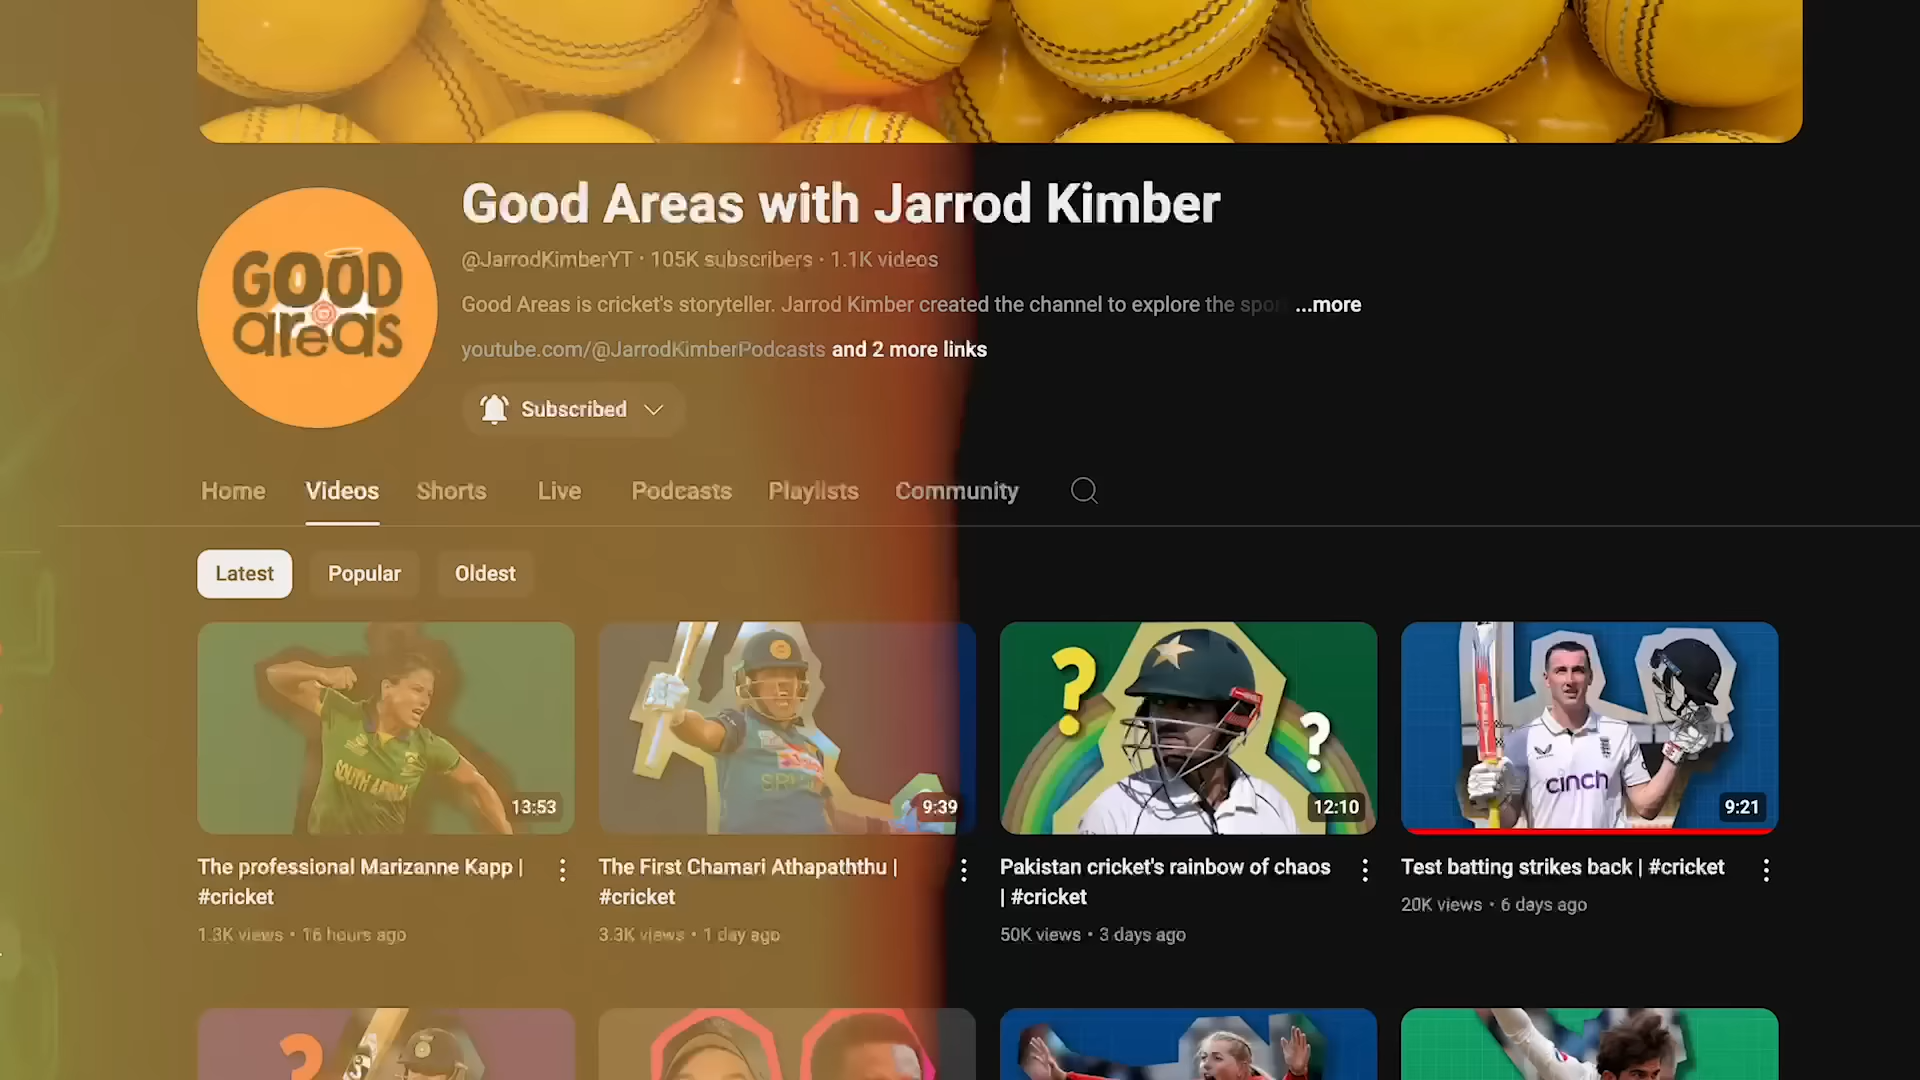 Good Areas with Jarrod Kimber
GOOD
areas
@JarrodKimberYT · 105K subscribers · 1.1K videos
Good Areas is cricket's storyteller. Jarrod Kimber created the channel to explore the spor ...more
youtube.com/@JarrodKimberPodcasts and 2 more links
Subscribed
Home Videos Shorts Live Podcasts Playlists Community
Latest Popular Oldest
SOUTH AFRICA
13:53
SRI
9:39
? ?
12:10
cinch
9:21
The professional Marizanne Kapp |
#cricket
1.3K views • 16 hours ago
The First Chamari Athapaththu |
#cricket
3.3K views • 1 day ago
Pakistan cricket's rainbow of chaos
| #cricket
50K views • 3 days ago
Test batting strikes back | #cricket
20K views • 6 days ago
?